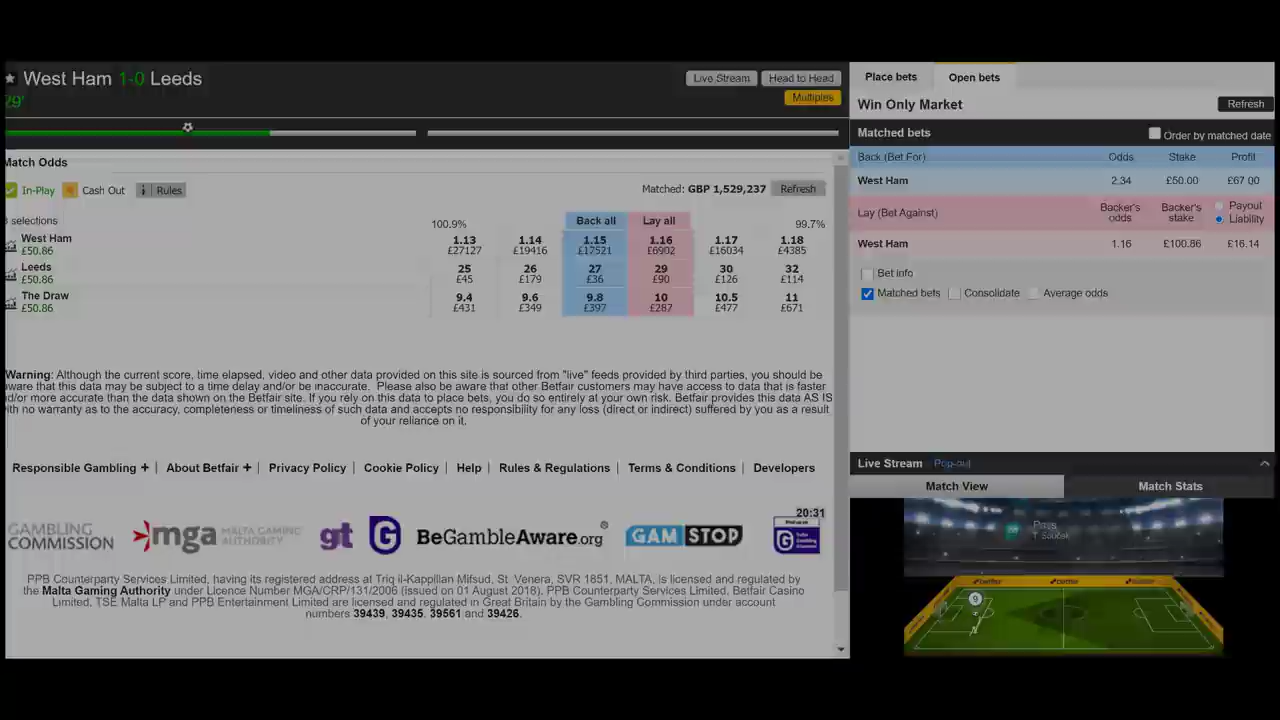 West Ham 1-0 Leeds
29'
Live Stream
Head to Head
Multiples
Match Odds
In-Play Cash Out Rules
Matched: GBP 1,529,237 Refresh
selections
100.9%
Back all
Lay all
99.7%
West Ham
£50.86
1.13 1.14 1.15 1.16 1.17 1.18
£27127 £19416 £17521 £6902 £16034 £4385
Leeds
£50.86
25 26 27 29 30 32
£45 £179 £36 £90 £126 £114
The Draw
£50.86
9.4 9.6 9.8 10 10.5 11
£431 £349 £397 £287 £477 £671
Warning: Although the current score, time elapsed, video and other data provided on this site is sourced from "live" feeds provided by third parties, you should be
ware that this data may be subject to a time delay and/or be inaccurate. Please also be aware that other Betfair customers may have access to data that is faster
nd/or more accurate than the data shown on the Betfair site. If you rely on this data to place bets, you do so entirely at your own risk. Betfair provides this data AS IS
ith no warranty as to the accuracy, completeness or timeliness of such data and accepts no responsibility for any loss (direct or indirect) suffered by you as a result
of your reliance on it.
Responsible Gambling + | About Betfair + | Privacy Policy | Cookie Policy | Help | Rules & Regulations | Terms & Conditions | Developers
20:31
GAMBLING
COMMISSION
mga MALTA GAMING
AUTHORITY
gt
G
BeGambleAware.org®
GAMSTOP
PPB Counterparty Services Limited, having its registered address at Triq il-Kappillan Mifsud, St. Venera, SVR 1851, MALTA, is licensed and regulated by
the Malta Gaming Authority under Licence Number MGA/CRP/131/2006 (issued on 01 August 2018). PPB Counterparty Services Limited, Betfair Casino
Limited, TSE Malta LP and PPB Entertainment Limited are licensed and regulated in Great Britain by the Gambling Commission under account
numbers 39439, 39435, 39561 and 39426.
Place bets
Open bets
Win Only Market
Refresh
Matched bets
Order by matched date
Back (Bet For) Odds Stake Profit
West Ham 2.34 £50.00 £67.00
Lay (Bet Against)
Backer's
odds
Backer's
stake
Payout
Liability
West Ham 1.16 £100.86 £16.14
Bet info
Matched bets Consolidate Average odds
Live Stream Pop-out
Match View
Match Stats
Pass
T Soucek
betfair betfair betfair
9